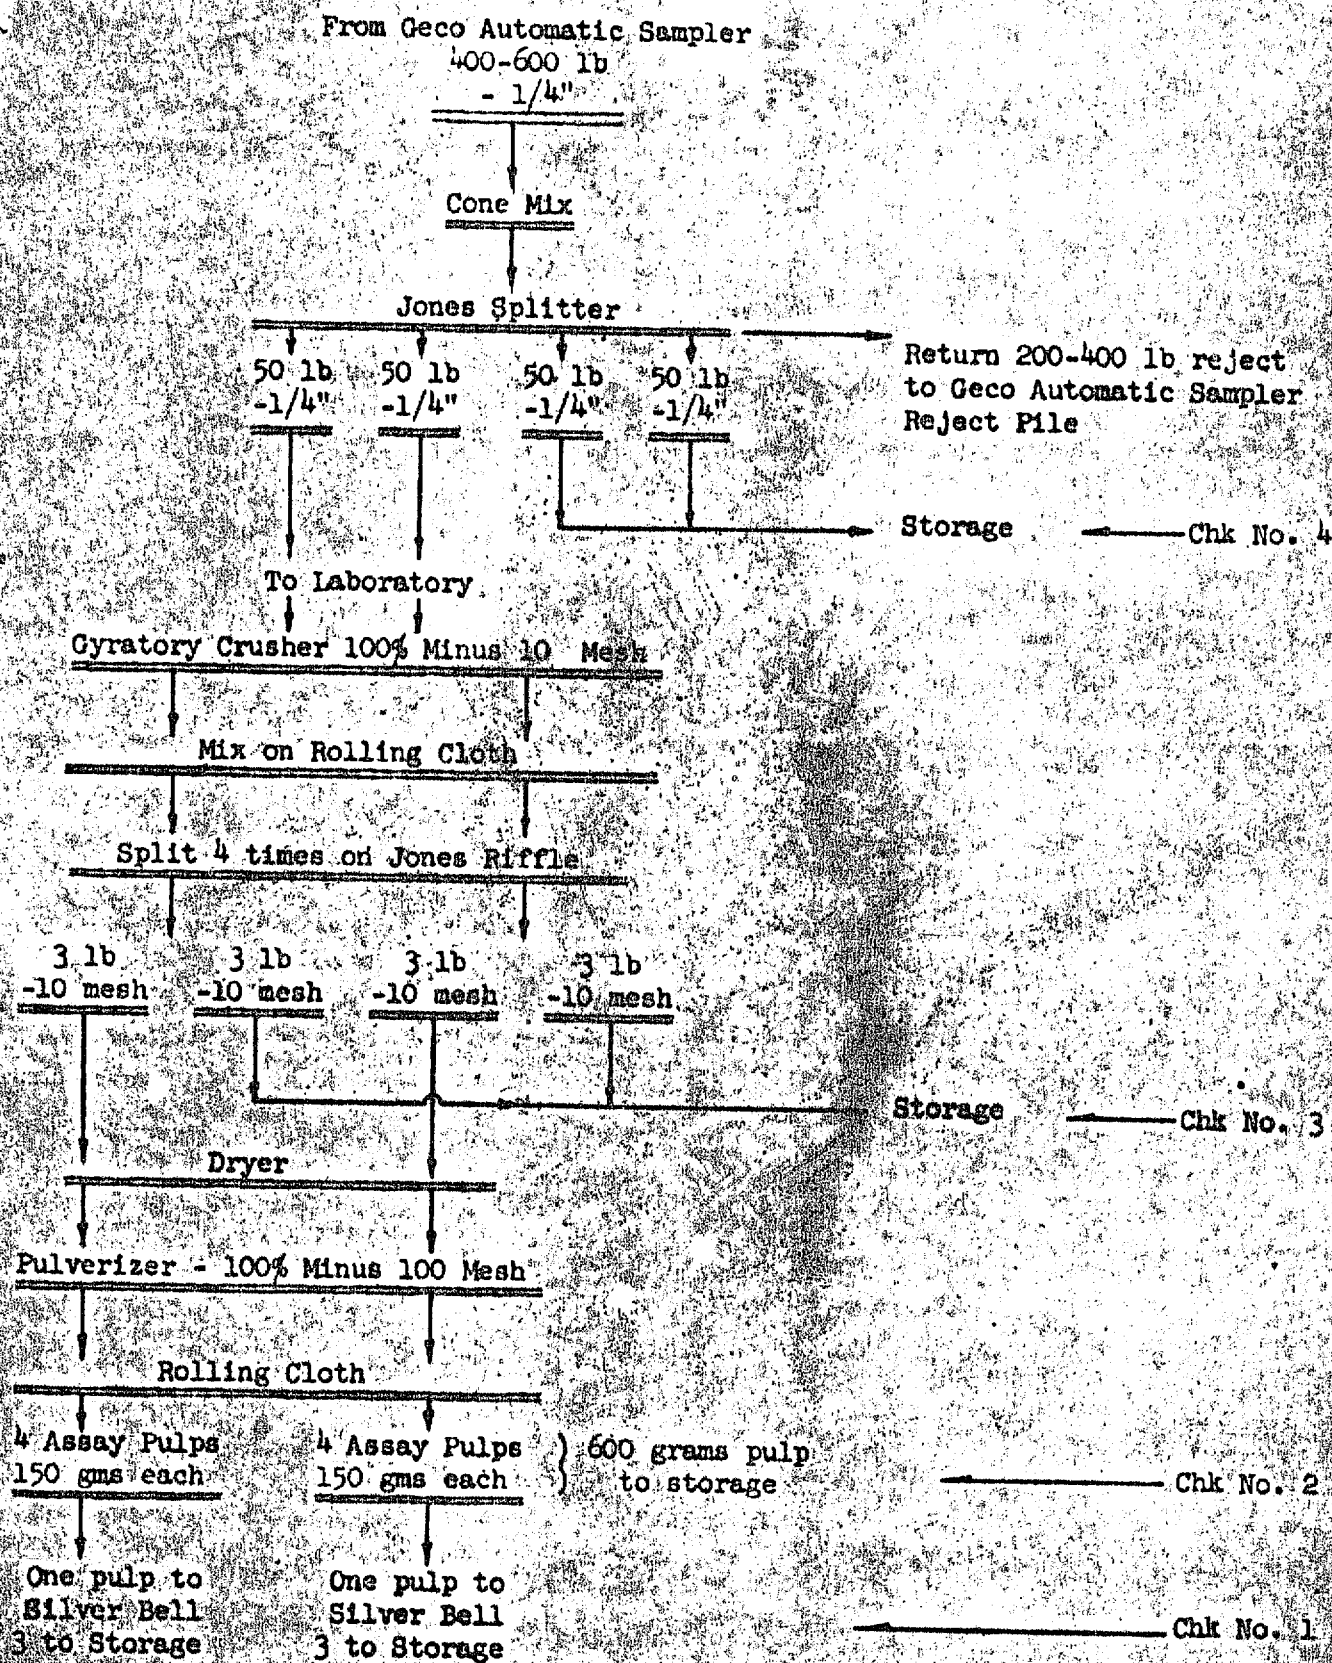 From Geco Automatic Sampler
400-600 lb
- 1/4"
Cone Mix
Jones Splitter
50 lb 50 lb 50 lb 50 lb
-1/4" -1/4" -1/4" -1/4"
Return 200-400 lb reject
to Geco Automatic Sampler
Reject Pile
Storage Chk No. 4
To Laboratory
Gyratory Crusher 100% Minus 10 Mesh
Mix on Rolling Cloth
Split 4 times on Jones Riffle
3 lb 3 lb 3 lb 3 lb
-10 mesh -10 mesh -10 mesh -10 mesh
Storage Chk No. 3
Dryer
Pulverizer - 100% Minus 100 Mesh
Rolling Cloth
4 Assay Pulps 4 Assay Pulps ) 600 grams pulp
150 gms each 150 gms each ) to storage Chk No. 2
One pulp to One pulp to
Silver Bell Silver Bell
3 to Storage 3 to Storage Chk No. 1